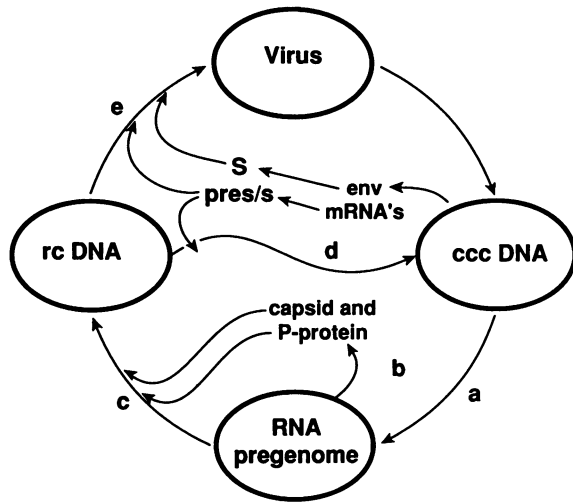 Virus
e
S
pres/s
env
mRNA's
rc DNA
d
ccc DNA
capsid and
P-protein
b
a
c
RNA
pregenome